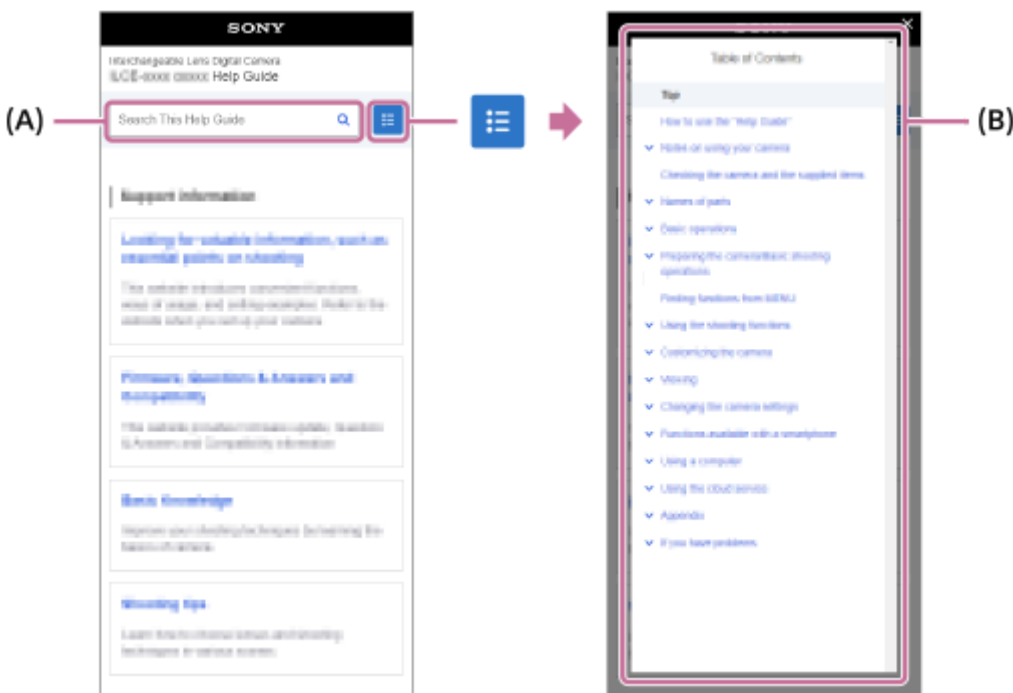 SONY
Interchangeable Lens Digital Camera
Help Guide
(A)
Search This Help Guide
Support Information
Looking for valuable information, such as
essential points on shooting
This website introduces convenient functions,
ways of usage, and setting examples. Refer to the
website when you set up your camera.
Firmware, Questions & Answers and
Compatibility
This website provides Firmware update, Question
& Answers and Compatibility information
Basic Knowledge
Improve your shooting techniques by learning the
basics of camera.
Shooting tips
Learn how to choose lenses and shooting
techniques in various scenes.
(B)
Table of Contents
Top
How to use the "Help Guide"
Notes on using your camera
Checking the camera and the supplied items
Names of parts
Basic operations
Preparing the camera/Basic shooting
operations
Finding functions from MENU
Using the shooting functions
Customizing the camera
Viewing
Changing the camera settings
Functions available with a smartphone
Using a computer
Using the cloud service
Appendix
If you have problems